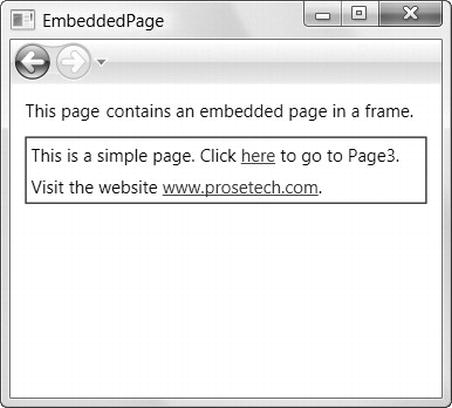 EmbeddedPage
This page contains an embedded page in a frame.
This is a simple page. Click here to go to Page3.
Visit the website www.prosetech.com.